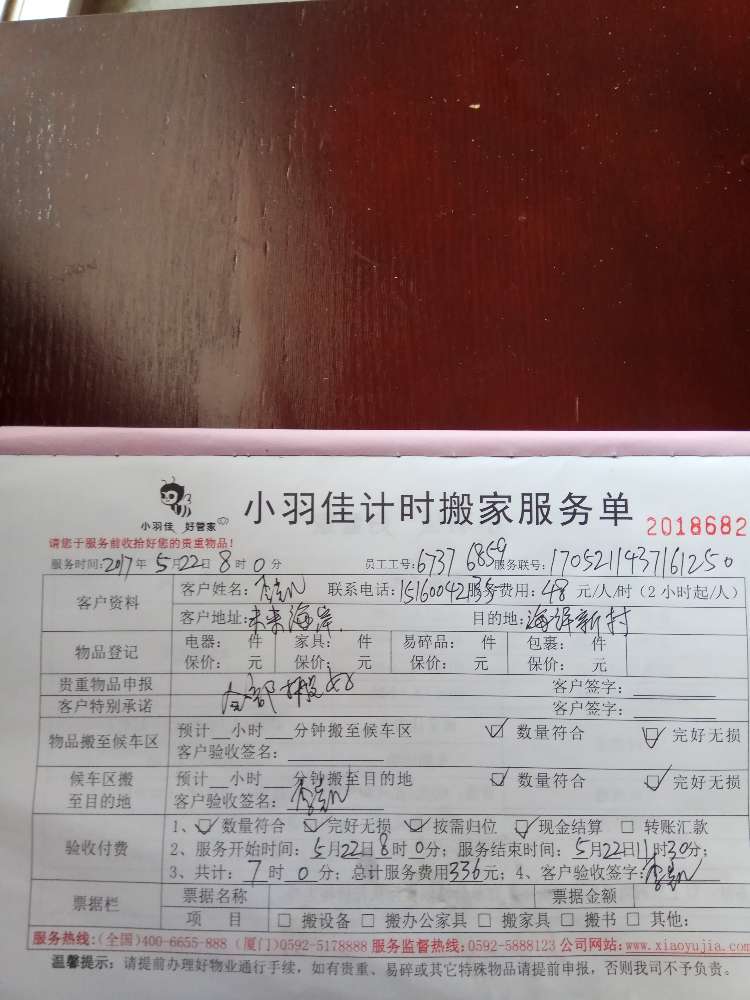 小羽佳 好管家
小羽佳计时搬家服务单 2018682
请您于服务前收拾好您的贵重物品!
服务时间:2017年5月22日8时0分 员工工号:6737 6859 服务联号:1705211437161250
客户资料 客户姓名: 联系电话: 服务费用:48元/人/时(2小时起/人)
客户地址:未来海岸 目的地:海洋新村
物品登记 电器: 件 家具: 件 易碎品: 件 包裹: 件
保价: 元 保价: 元 保价: 元 保价: 元
贵重物品申报 客户签字:
客户特别承诺 全部搬好 客户签字:
物品搬至候车区 预计__小时___分钟搬至候车区 ☑ 数量符合 ☑ 完好无损
客户验收签名:
候车区搬至目的地 预计__小时___分钟搬至目的地 ☑ 数量符合 ☑ 完好无损
客户验收签名:
验收付费 1、☑数量符合 ☑完好无损 ☑按需归位 ☑现金结算 □ 转账汇款
2、服务开始时间:5月22日8时0分;服务结束时间:5月22日11时30分;
3、共计:7时0分;总计服务费用336元;4、客户验收签字:
票据栏 票据名称 票据金额
项 目 □ 搬设备 □ 搬办公家具 □ 搬家具 □ 搬书 □ 其他:
服务热线:(全国)400-6655-888 (厦门)0592-5178888 服务监督热线:0592-5888123 公司网站:www.xiaoyujia.com
温馨提示:请提前办理好物业通行手续,如有贵重、易碎或其它特殊物品请提前申报,否则我司不予负责。